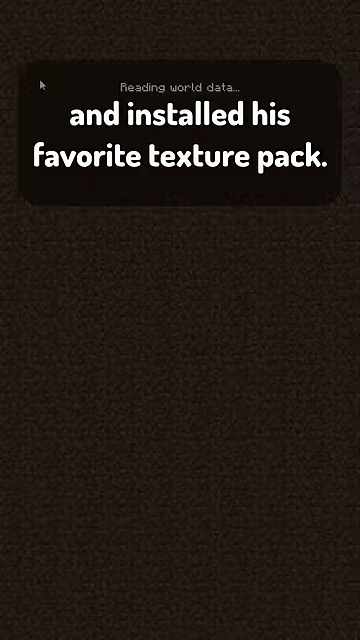 Reading world data...
and installed his
favorite texture pack.